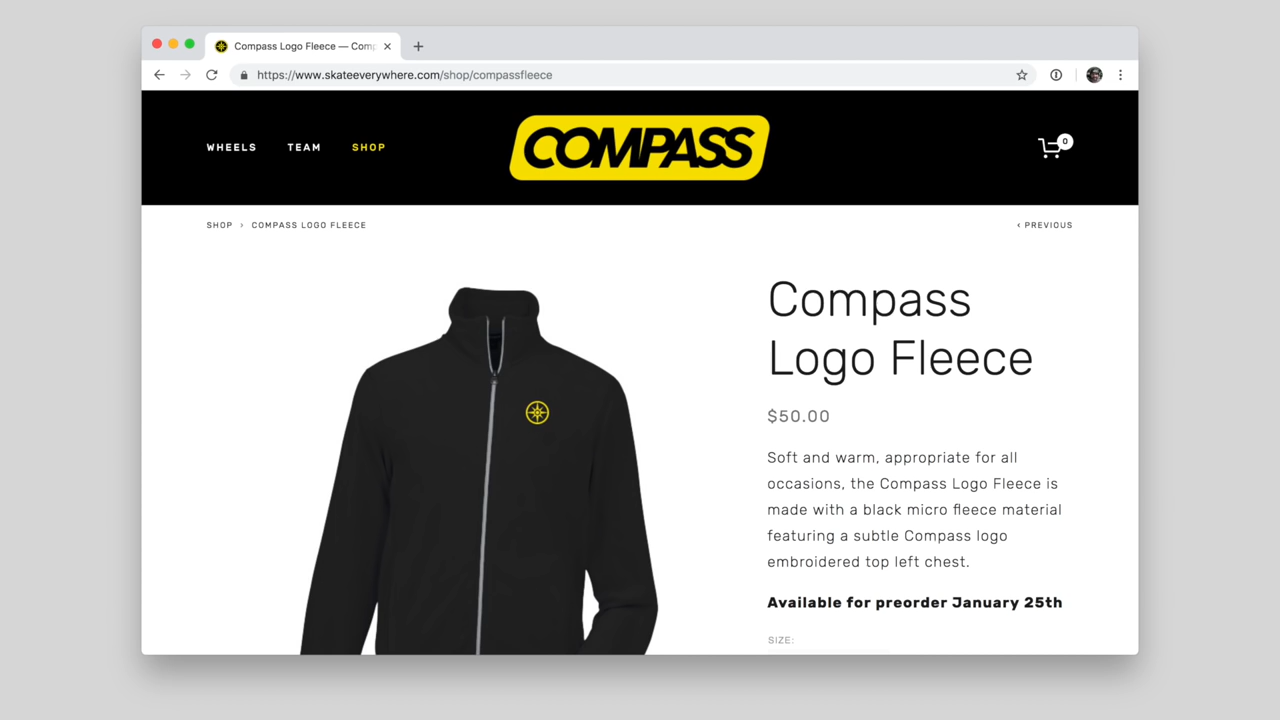 Compass Logo Fleece — Comp
https://www.skateeverywhere.com/shop/compassfleece
WHEELS TEAM SHOP
COMPASS
0
SHOP › COMPASS LOGO FLEECE
‹ PREVIOUS
Compass
Logo Fleece
$50.00
Soft and warm, appropriate for all
occasions, the Compass Logo Fleece is
made with a black micro fleece material
featuring a subtle Compass logo
embroidered top left chest.
Available for preorder January 25th
SIZE: